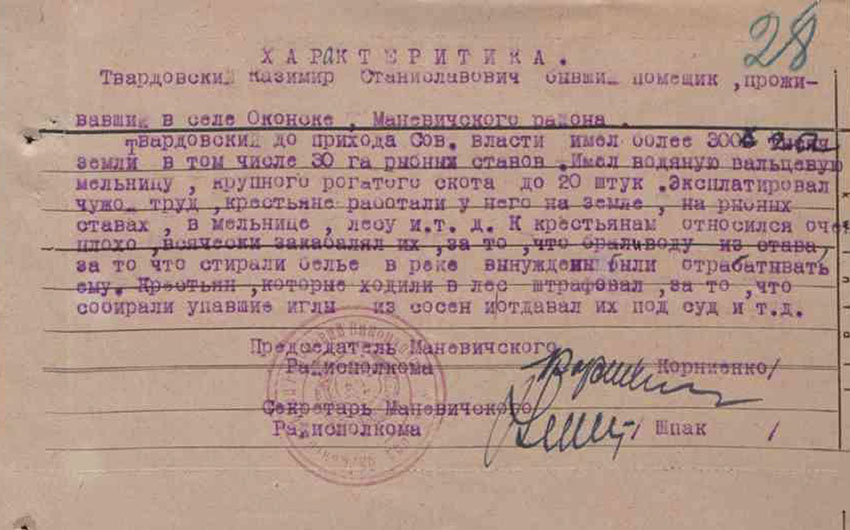 28
ХАРАКТЕРИТИКА.
Твардовский Казимир Станиславович бывший помещик ,прожи-
вавший в селе Оконске , Маневичского района .
Твардовский до прихода Сов. власти имел более 300
земли в том числе 30 га рыбных ставов .Имел водяную вальцевую
мельницу , крупного рогатого скота до 20 штук .Эксплатировал
чужой труд ,крестьяне работали у него на земле , на рыбных
ставах , в мельнице , лесу и.т. д. К крестьянам относился оче
плохо ,всячески закабалял их ,за то ,что брали воду из става,
за то что стирали белье в реке вынуждены были отрабатывать
ему. Крестьян ,которые ходили в лес штрафовал ,за то ,что
собирали упавшие иглы из сосен и отдавал их под суд и т.д.
Председатель Маневичского
Райисполкома Корниенко/
Секретарь Маневичского
Райисполкома / Шпак /